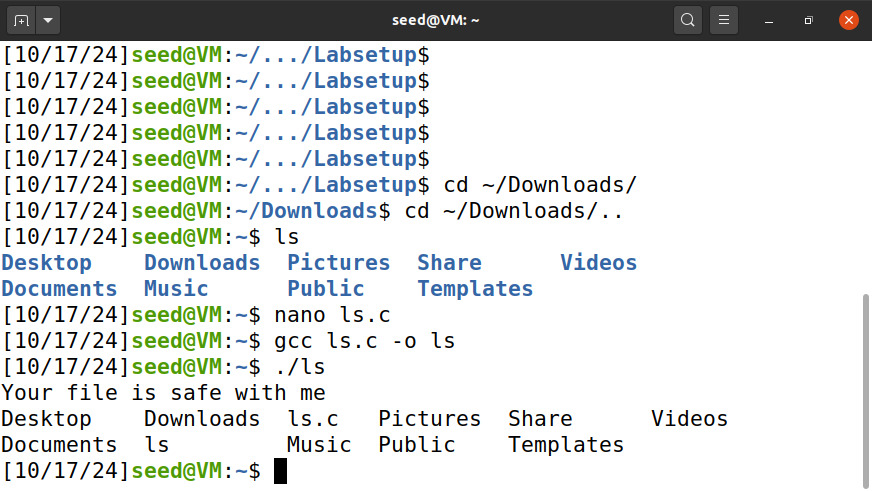 seed@VM: ~
[10/17/24]seed@VM:~/.../Labsetup$
[10/17/24]seed@VM:~/.../Labsetup$
[10/17/24]seed@VM:~/.../Labsetup$
[10/17/24]seed@VM:~/.../Labsetup$
[10/17/24]seed@VM:~/.../Labsetup$
[10/17/24]seed@VM:~/.../Labsetup$ cd ~/Downloads/
[10/17/24]seed@VM:~/Downloads$ cd ~/Downloads/..
[10/17/24]seed@VM:~$ ls
Desktop    Downloads  Pictures  Share      Videos
Documents  Music      Public    Templates
[10/17/24]seed@VM:~$ nano ls.c
[10/17/24]seed@VM:~$ gcc ls.c -o ls
[10/17/24]seed@VM:~$ ./ls
Your file is safe with me
Desktop    Downloads  ls.c   Pictures  Share      Videos
Documents  ls         Music  Public    Templates
[10/17/24]seed@VM:~$